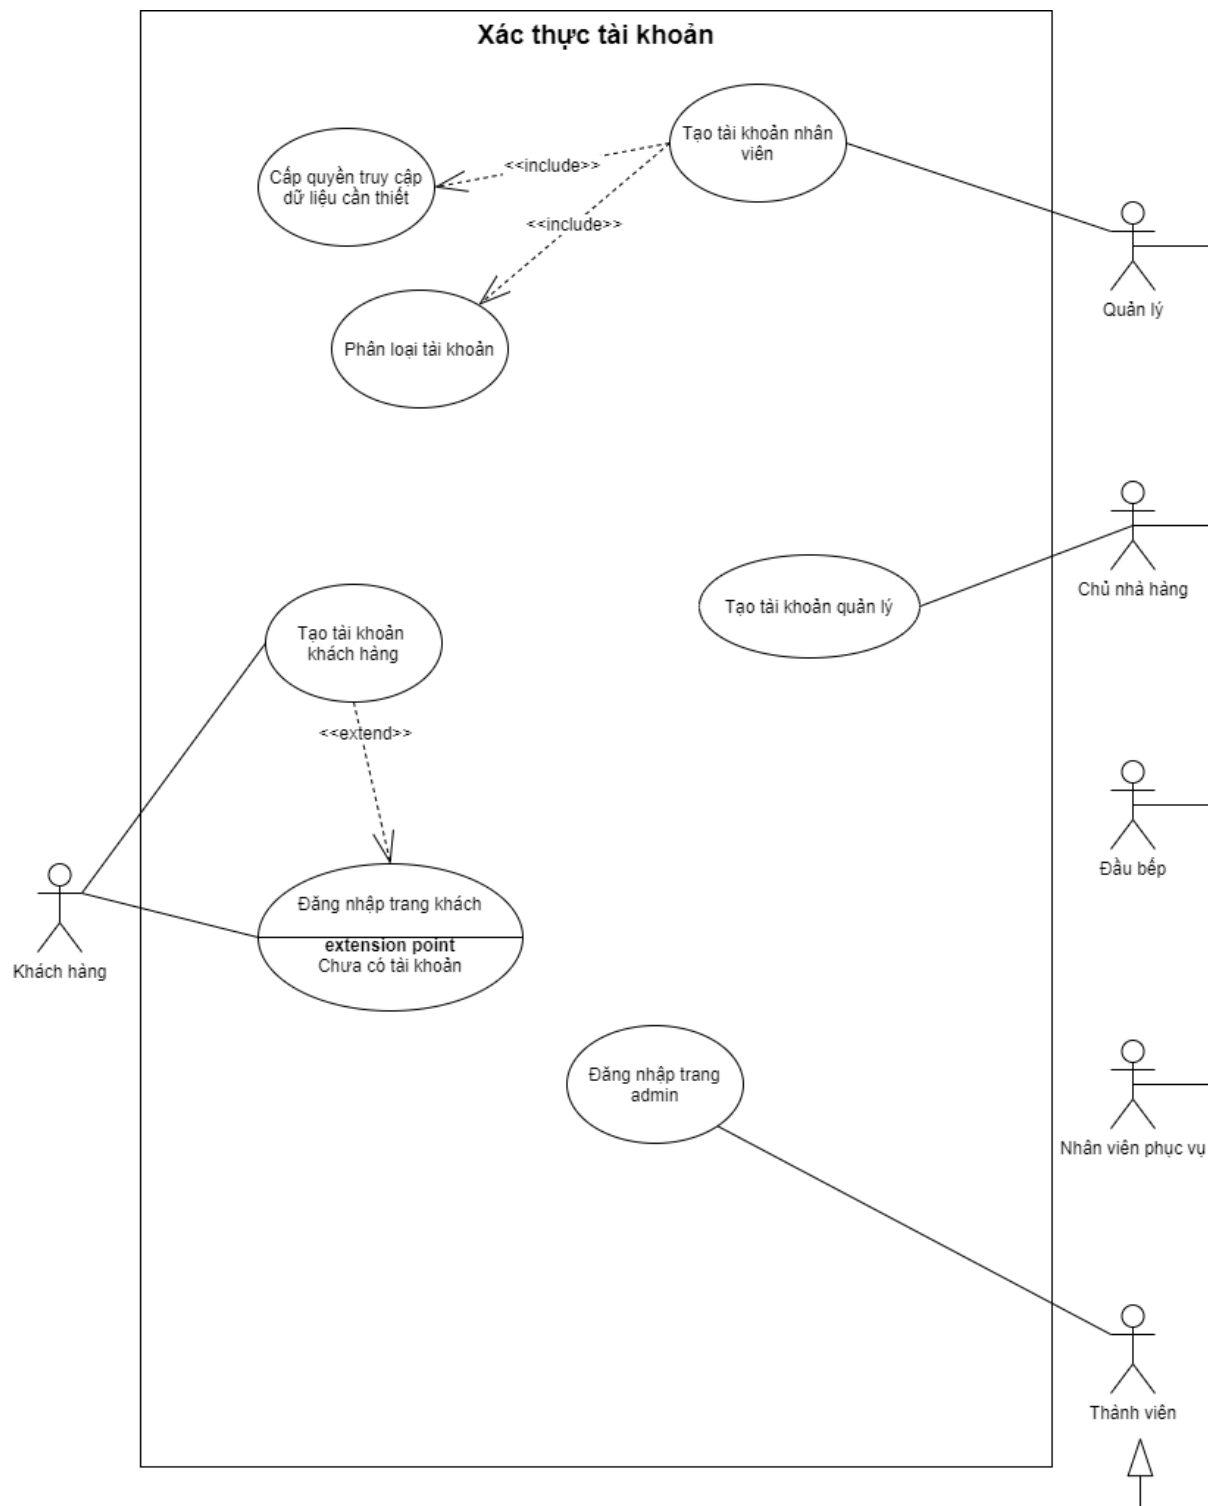 Xác thực tài khoản
Tạo tài khoản nhân
viên
Cấp quyền truy cập
dữ liệu cần thiết
<<include>>
<<include>>
Quản lý
Phân loại tài khoản
Chủ nhà hàng
Tạo tài khoản quản lý
Tạo tài khoản
khách hàng
<<extend>>
Đầu bếp
Đăng nhập trang khách
extension point
Chưa có tài khoản
Khách hàng
Đăng nhập trang
admin
Nhân viên phục vụ
Thành viên